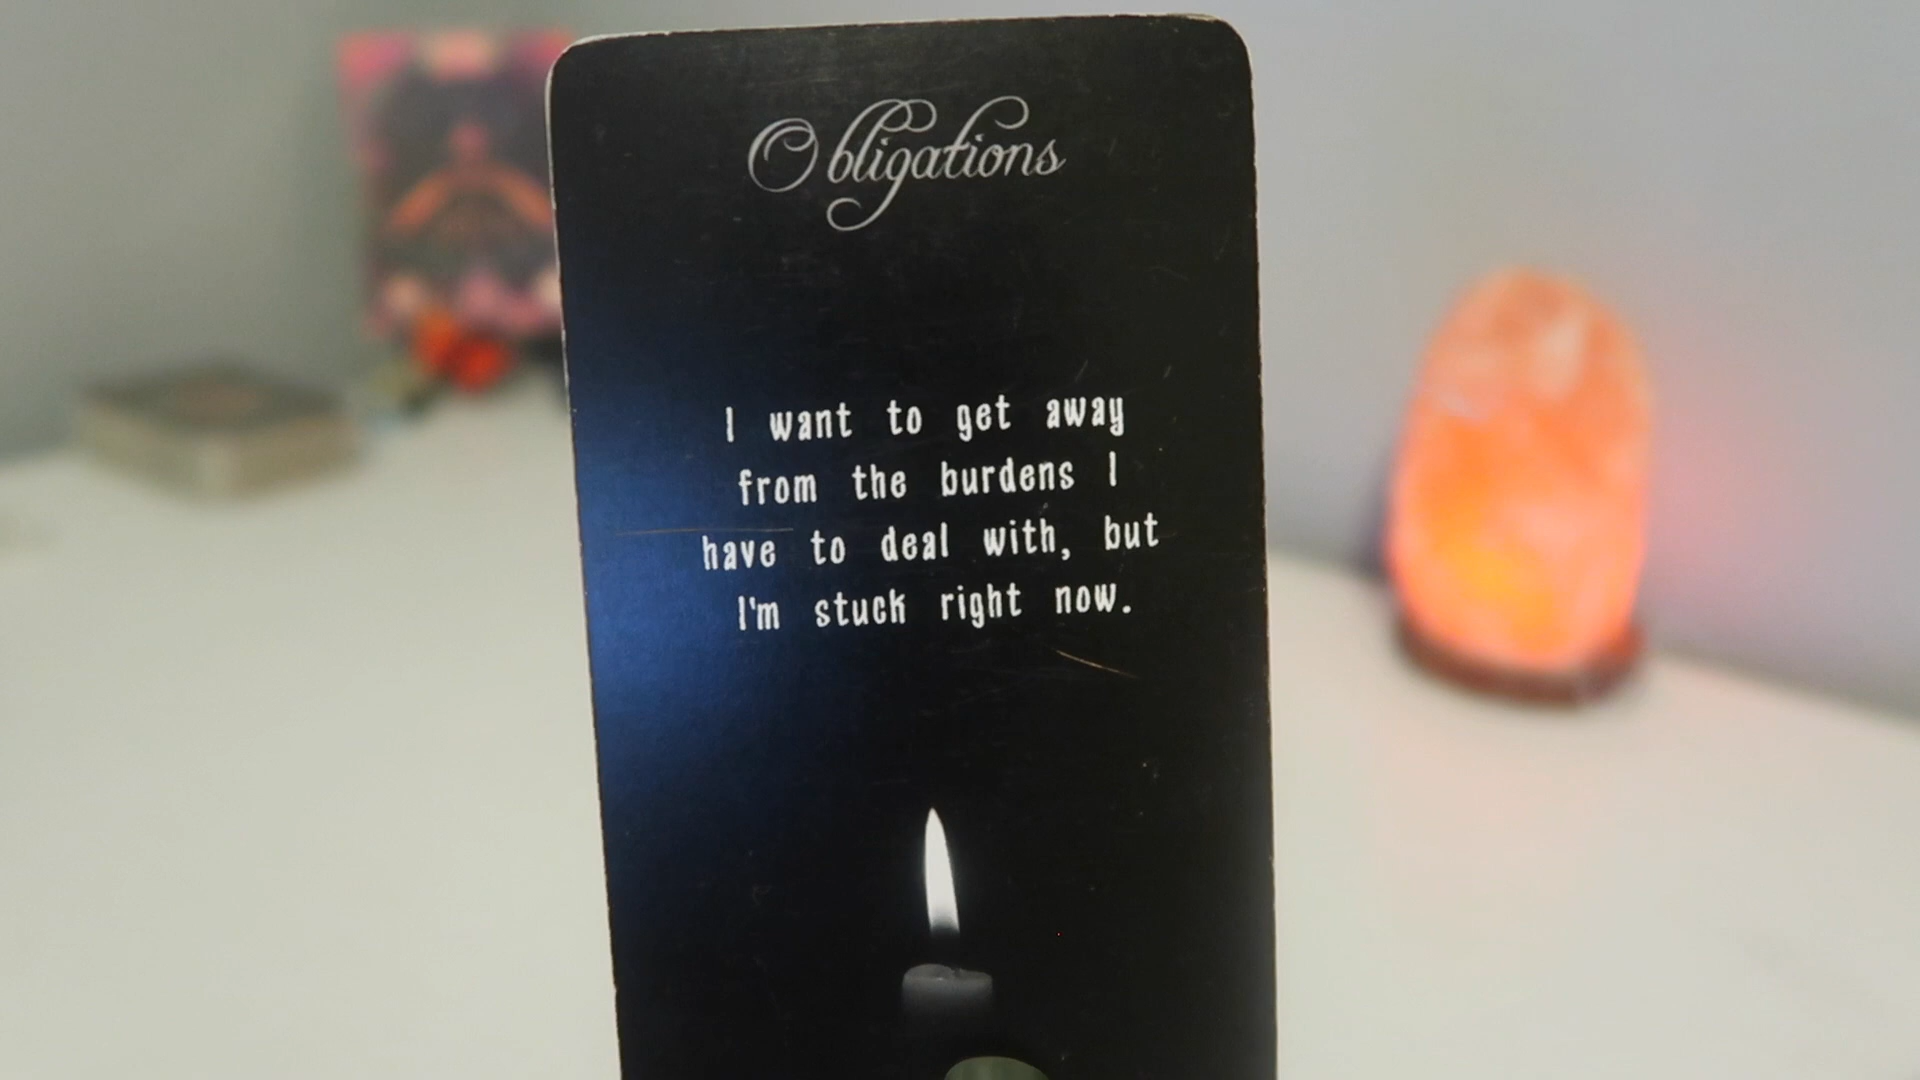 Obligations
I want to get away
from the burdens I
have to deal with, but
I'm stuck right now.